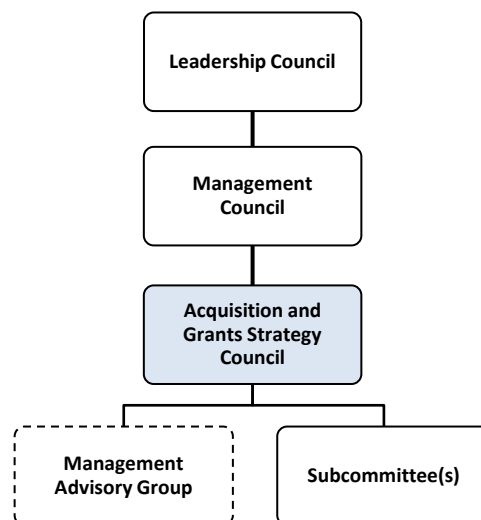 Leadership Council
Management
Council
Acquisition and
Grants Strategy
Council
Management
Advisory Group
Subcommittee(s)